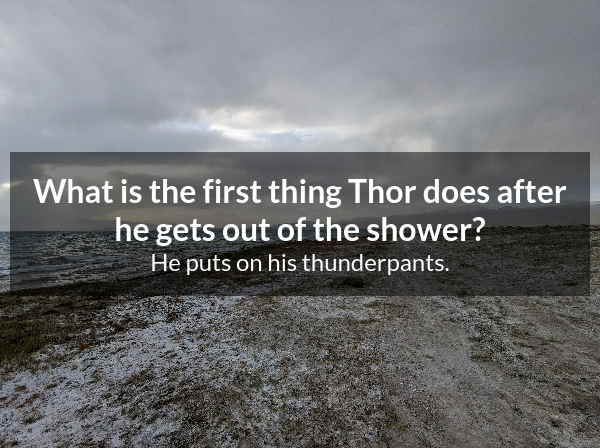 What is the first thing Thor does after
he gets out of the shower?
He puts on his thunderpants.